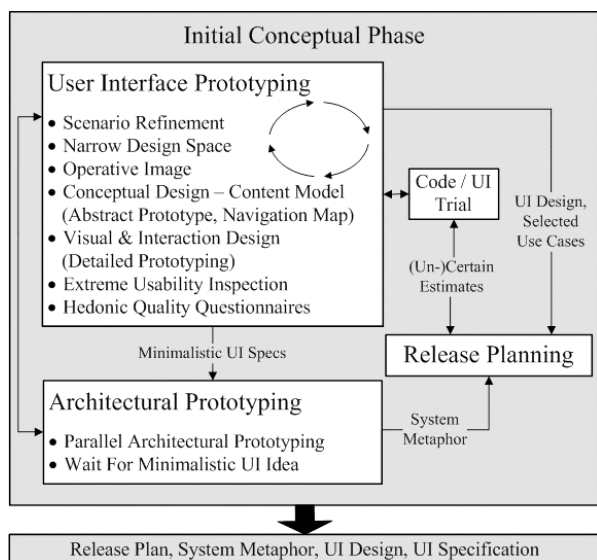 Initial Conceptual Phase
User Interface Prototyping
• Scenario Refinement
• Narrow Design Space
• Operative Image
• Conceptual Design – Content Model
(Abstract Prototype, Navigation Map)
• Visual & Interaction Design
(Detailed Prototyping)
• Extreme Usability Inspection
• Hedonic Quality Questionnaires
Code / UI
Trial
UI Design,
Selected
Use Cases
(Un-)Certain
Estimates
Minimalistic UI Specs
Release Planning
Architectural Prototyping
• Parallel Architectural Prototyping
• Wait For Minimalistic UI Idea
System
Metaphor
Release Plan, System Metaphor, UI Design, UI Specification